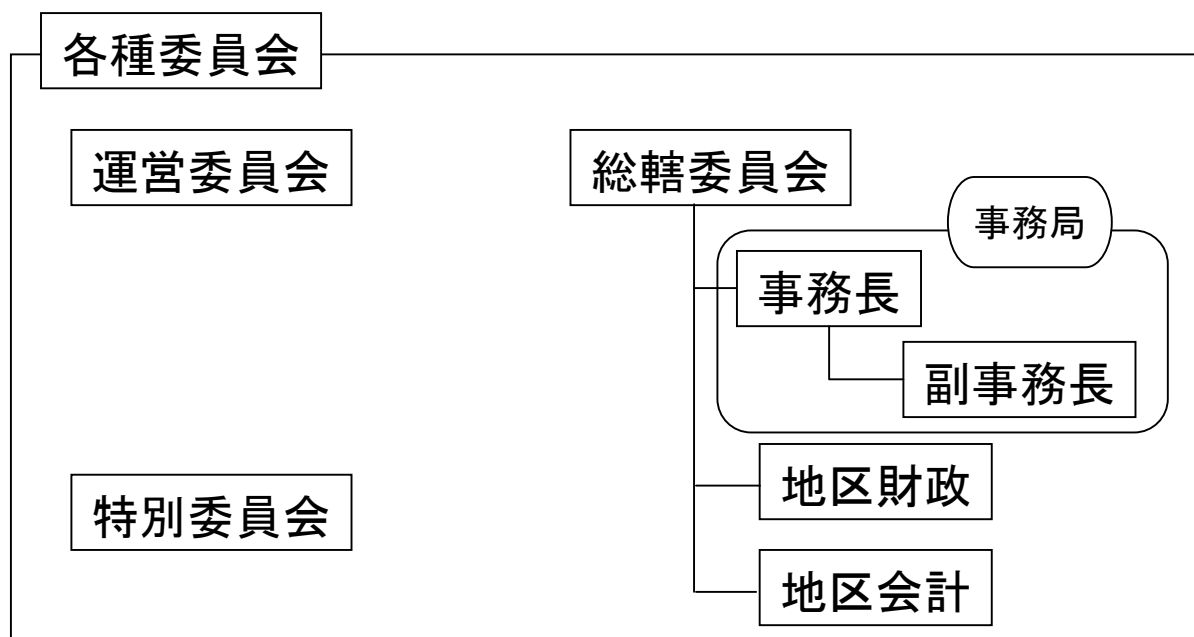 各種委員会
運営委員会
総轄委員会
事務局
事務長
副事務長
地区財政
特別委員会
地区会計